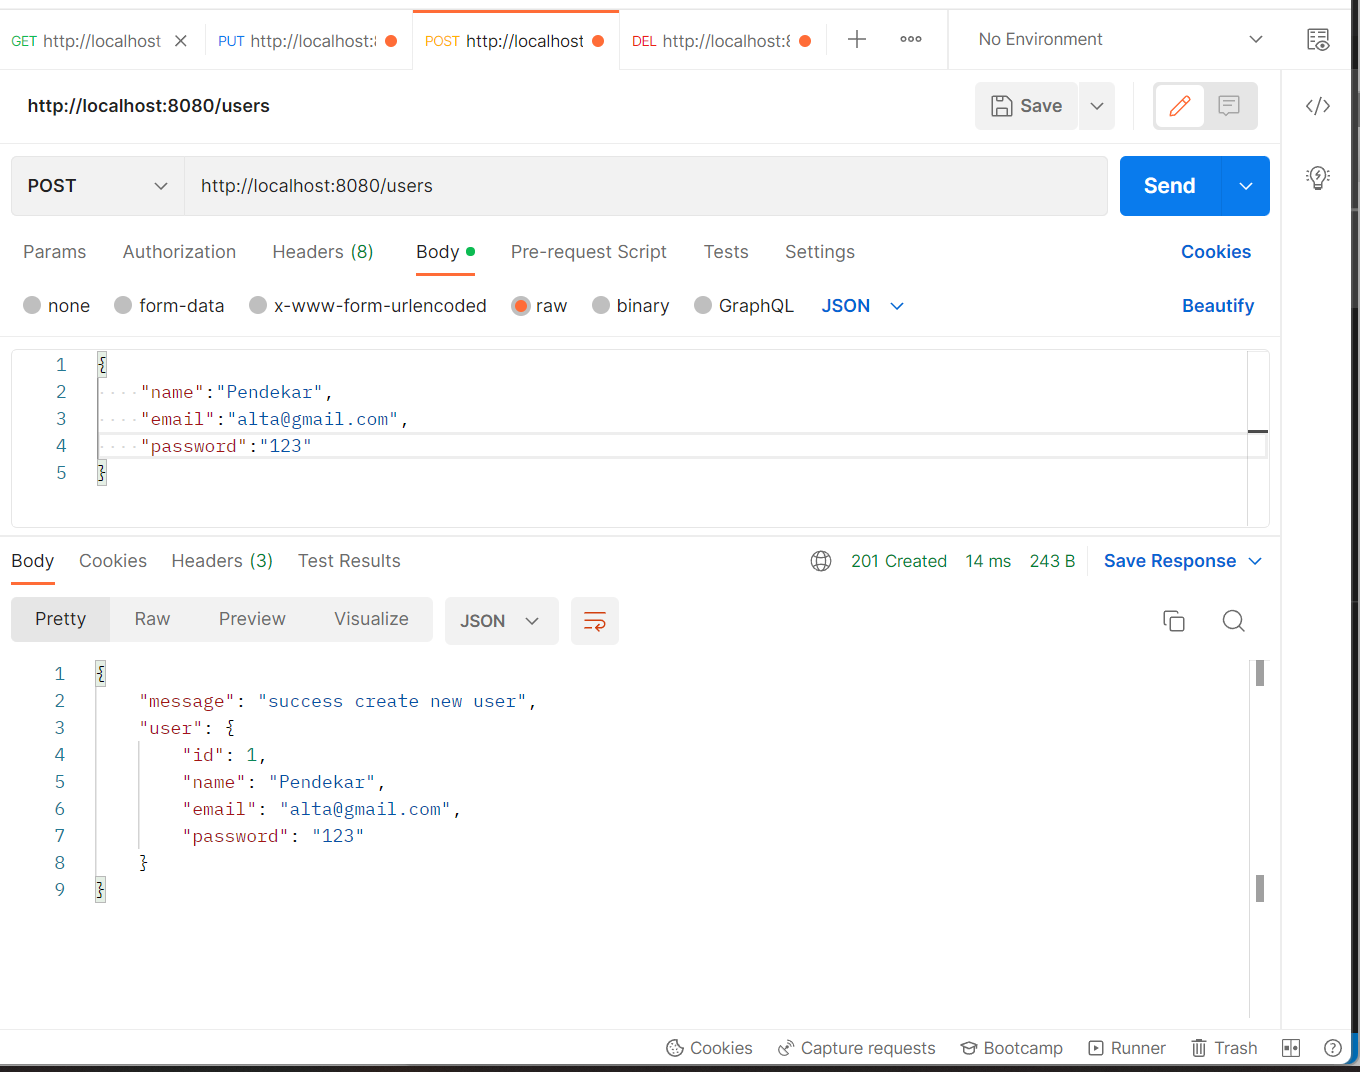 GET http://localhost PUT http://localhost: POST http://localhost DEL http://localhost:8 No Environment
http://localhost:8080/users Save
POST http://localhost:8080/users Send
Params Authorization Headers (8) Body Pre-request Script Tests Settings Cookies
none form-data x-www-form-urlencoded raw binary GraphQL JSON Beautify
1 {
2 "name":"Pendekar",
3 "email":"alta@gmail.com",
4 "password":"123"
5 }
Body Cookies Headers (3) Test Results 201 Created 14 ms 243 B Save Response
Pretty Raw Preview Visualize JSON
1 {
2 "message": "success create new user",
3 "user": {
4 "id": 1,
5 "name": "Pendekar",
6 "email": "alta@gmail.com",
7 "password": "123"
8 }
9 }
Cookies Capture requests Bootcamp Runner Trash